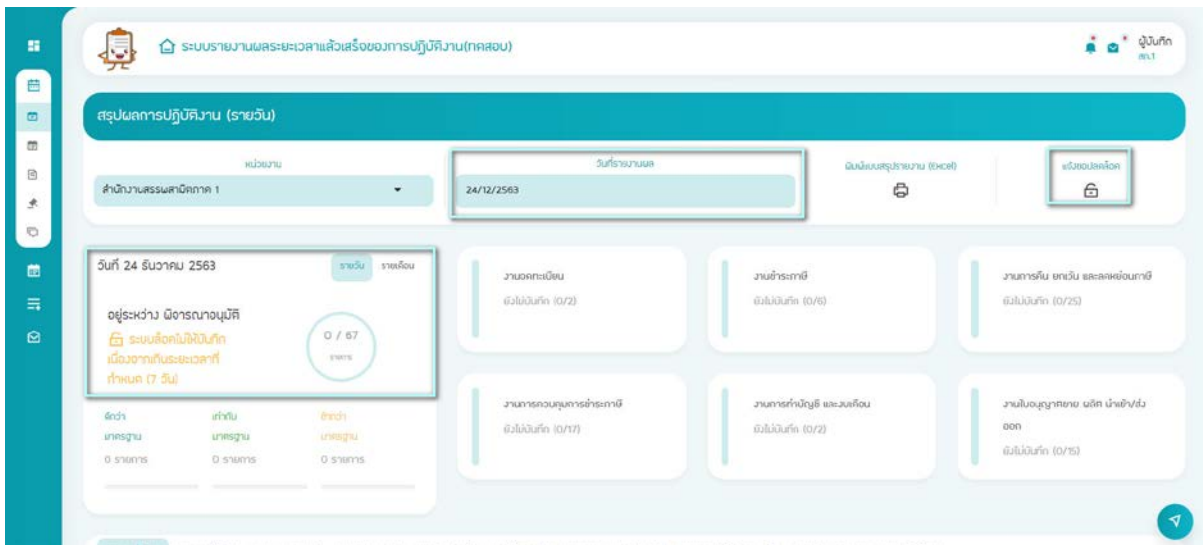 ระบบรายงานผลระยะเวลาแล้วเสร็จของการปฏิบัติงาน(ทดสอบ)
ผู้บันทึก
สภ.1
สรุปผลการปฏิบัติงาน (รายวัน)
หน่วยงาน
วันที่รายงานผล
พิมพ์แบบสรุปรายงาน (Excel)
แจ้งขอปลดล็อค
สำนักงานสรรพสามิตภาค 1
24/12/2563
วันที่ 24 ธันวาคม 2563
รายวัน
รายเดือน
อยู่ระหว่าง พิจารณาอนุมัติ
ระบบล็อคไม่ให้บันทึก
เนื่องจากเกินระยะเวลาที่
กำหนด (7 วัน)
0 / 67
รายการ
ดีกว่า
มาตรฐาน
0 รายการ
เท่ากับ
มาตรฐาน
0 รายการ
ช้ากว่า
มาตรฐาน
0 รายการ
งานจดทะเบียน
ยังไม่บันทึก (0/2)
งานชำระภาษี
ยังไม่บันทึก (0/6)
งานการคืน ยกเว้น และลดหย่อนภาษี
ยังไม่บันทึก (0/25)
งานการควบคุมการชำระภาษี
ยังไม่บันทึก (0/17)
งานการทำบัญชี และงบเดือน
ยังไม่บันทึก (0/2)
งานใบอนุญาตขาย ผลิต นำเข้า/ส่ง
ออก
ยังไม่บันทึก (0/15)